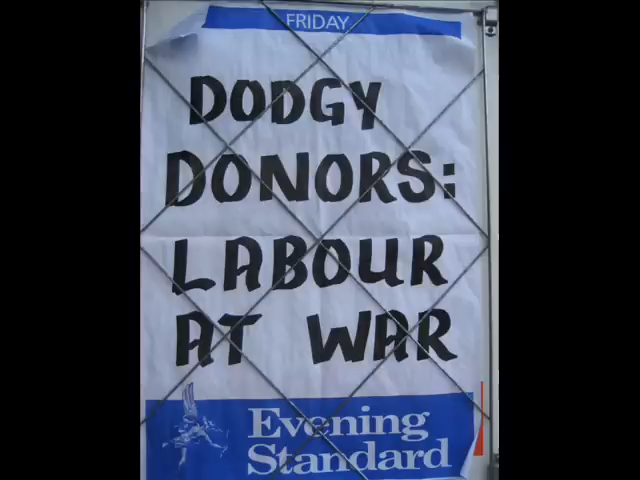 FRIDAY
DODGY
DONORS:
LABOUR
AT WAR
Evening
Standard